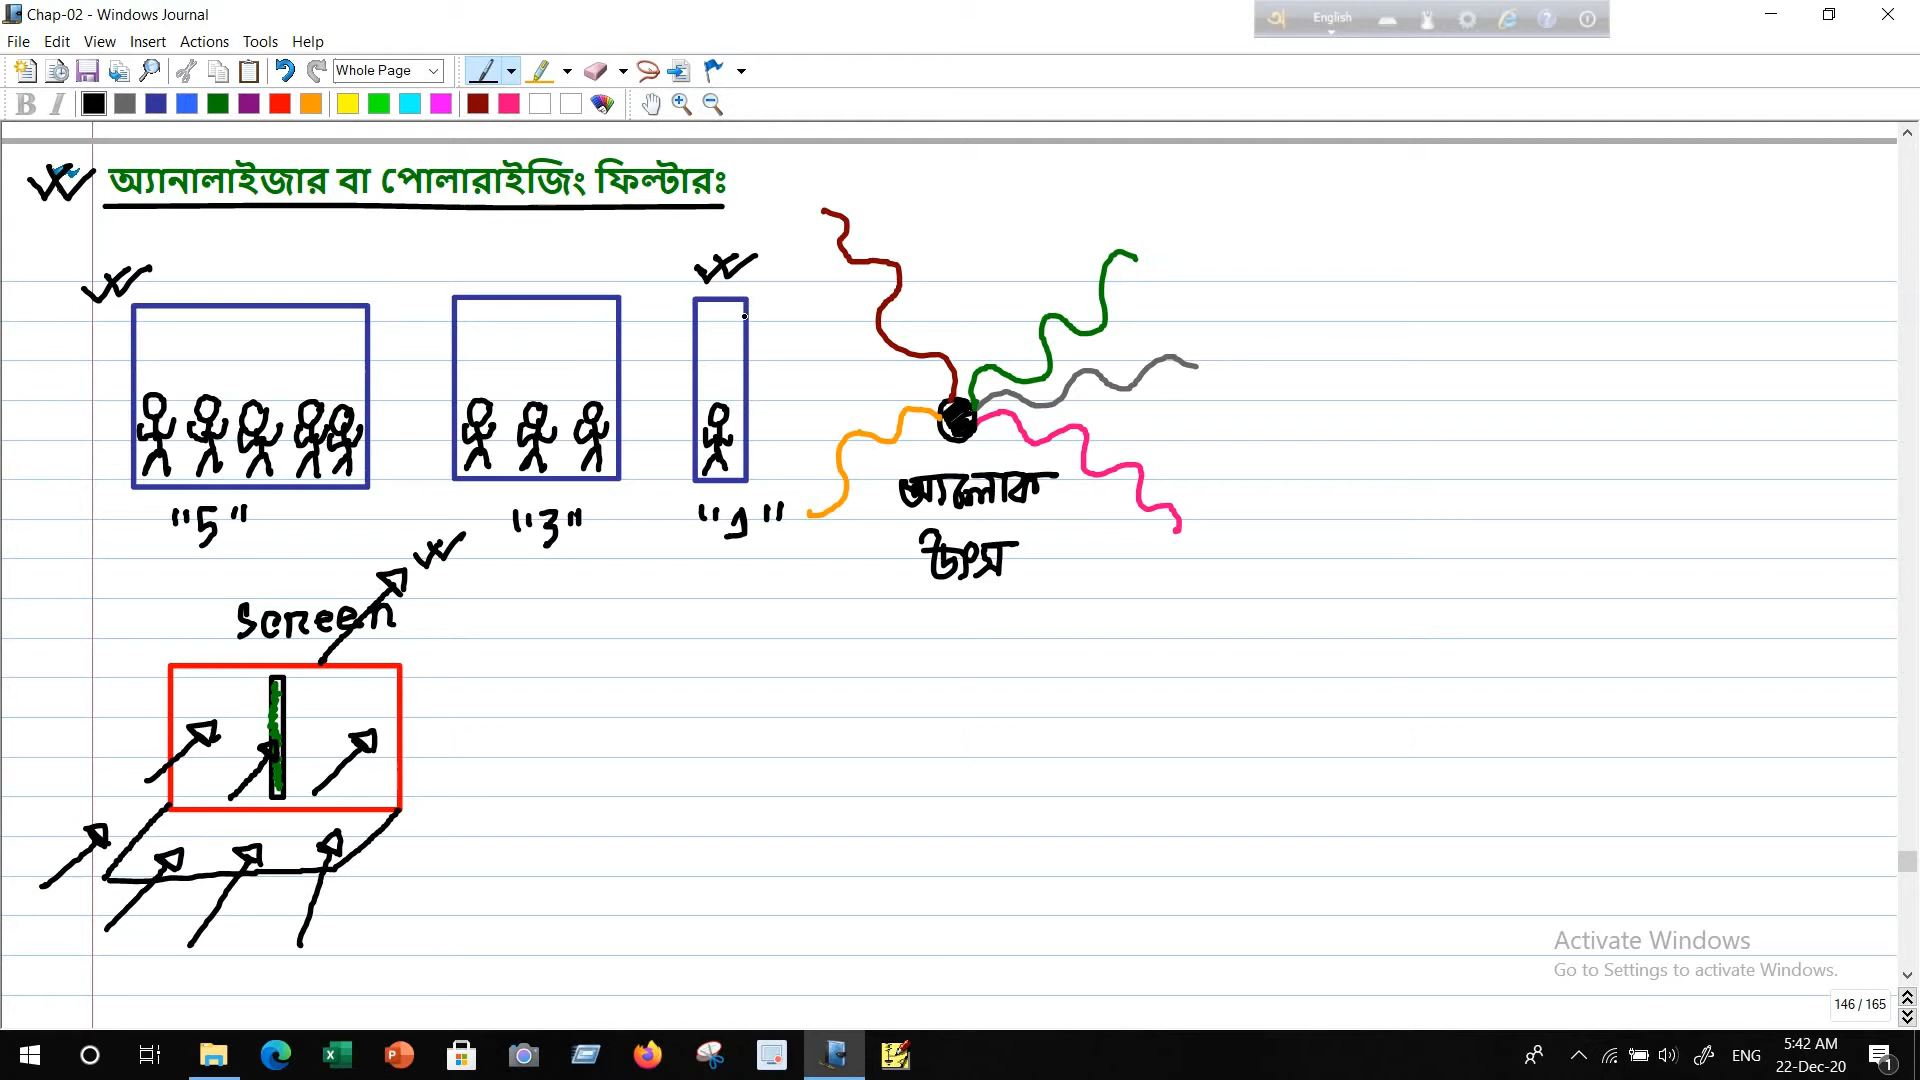 Chap-02 - Windows Journal
English
File Edit View Insert Actions Tools Help
Whole Page
B I
অ্যানালাইজার বা পোলারাইজিং ফিল্টারঃ
"5" "3" "1"
আলোক
উৎস
Screen
Activate Windows
Go to Settings to activate Windows.
146 / 165
ENG
5:42 AM
22-Dec-20
1